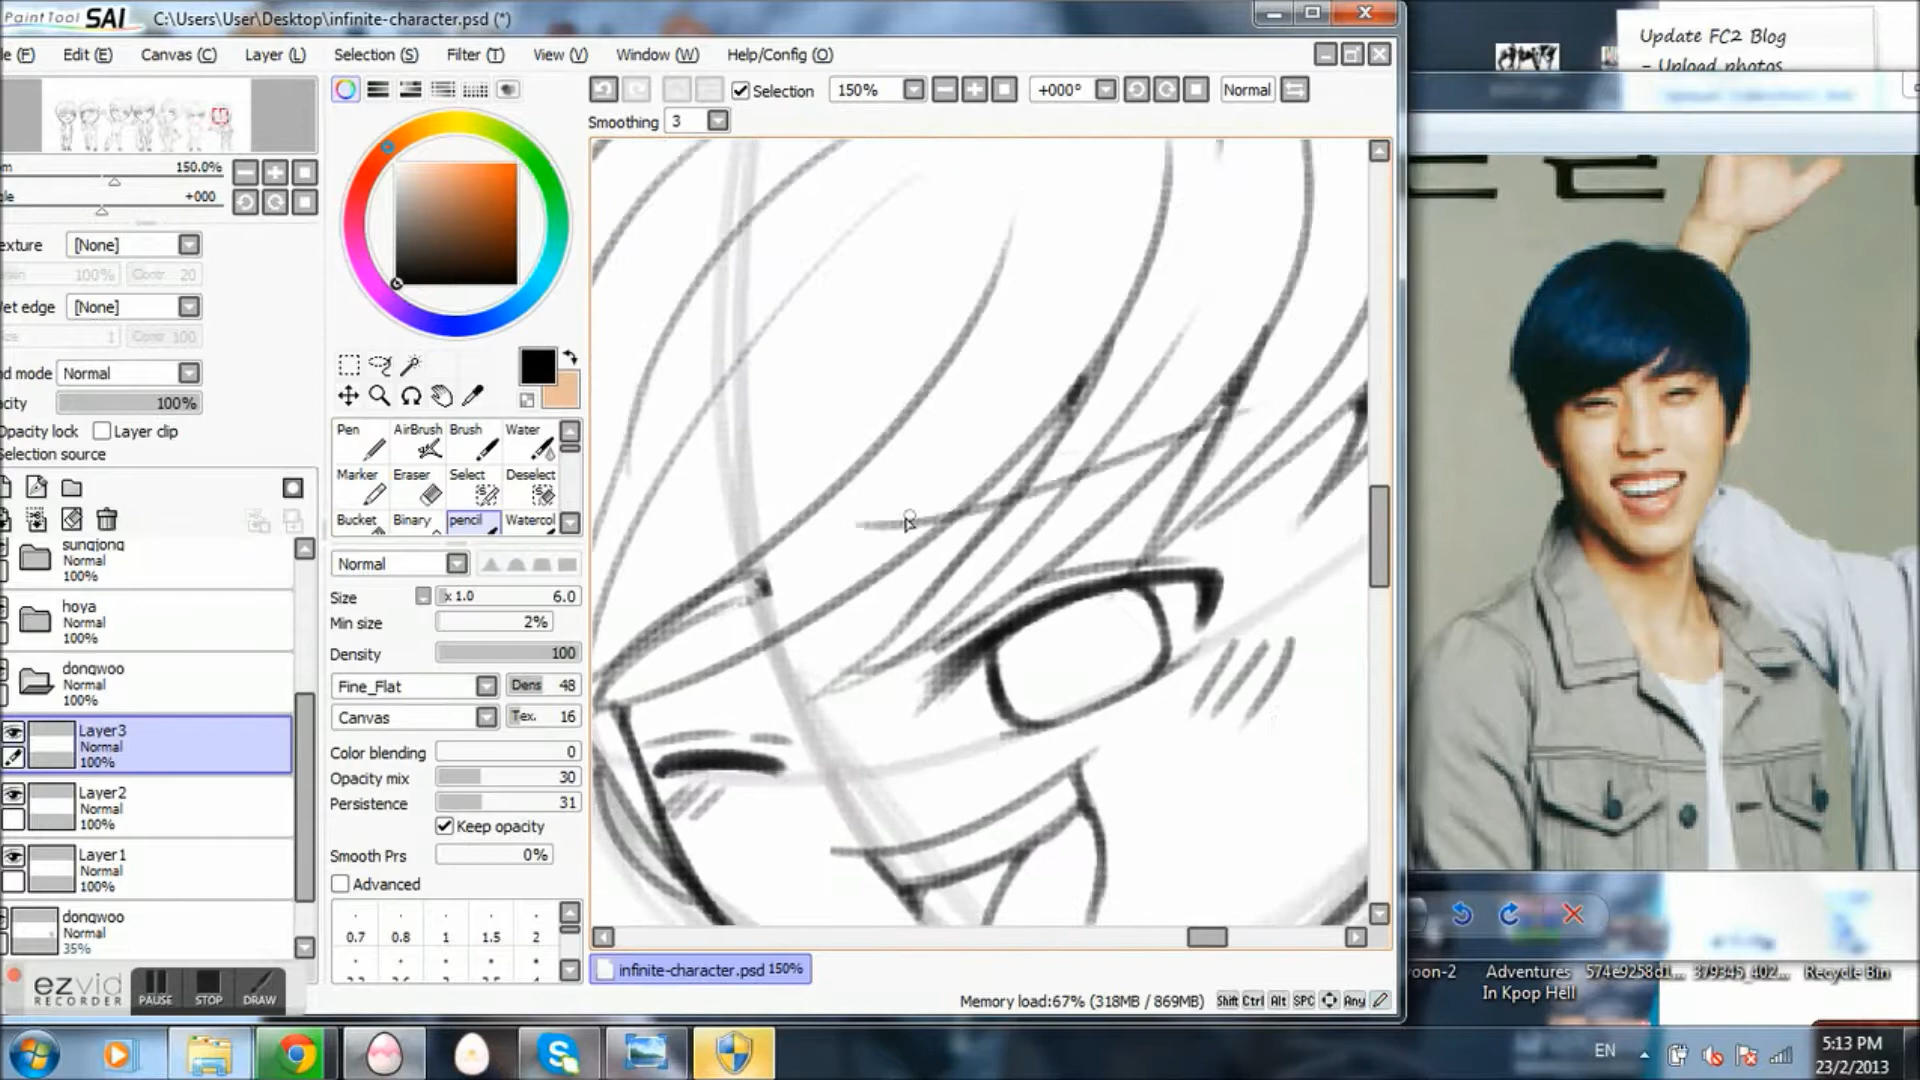 PaintTool SAI C:\Users\User\Desktop\infinite-character.psd (*)
Update FC2 Blog
- Upload photos
le (F) Edit (E) Canvas (C) Layer (L) Selection (S) Filter (T) View (V) Window (W) Help/Config (O)
Selection 150% +000° Normal
Smoothing 3
150.0%
+000
exture [None]
100% Contr. 20
Wet edge [None]
1 Contr 100
d mode Normal
city 100%
Opacity lock Layer clip
Selection source
Pen AirBrush Brush Water
Marker Eraser Select Deselect
Bucket Binary pencil Watercol
sungjong
Normal
100%
hoya
Normal
100%
dongwoo
Normal
100%
Layer3
Normal
100%
Layer2
Normal
100%
Layer1
Normal
100%
dongwoo
Normal
35%
Normal
Size x 1.0 6.0
Min size 2%
Density 100
Fine_Flat Dens 48
Canvas Tex. 16
Color blending 0
Opacity mix 30
Persistence 31
Keep opacity
Smooth Prs 0%
Advanced
0.7 0.8 1 1.5 2
ezvid
RECORDER
PAUSE STOP DRAW
infinite-character.psd 150%
Memory load:67% (318MB / 869MB) Shift Ctrl Alt SPC Any
oon-2 Adventures In Kpop Hell 574e9258d1... 379345_402... Recycle Bin
EN
5:13 PM
23/2/2013